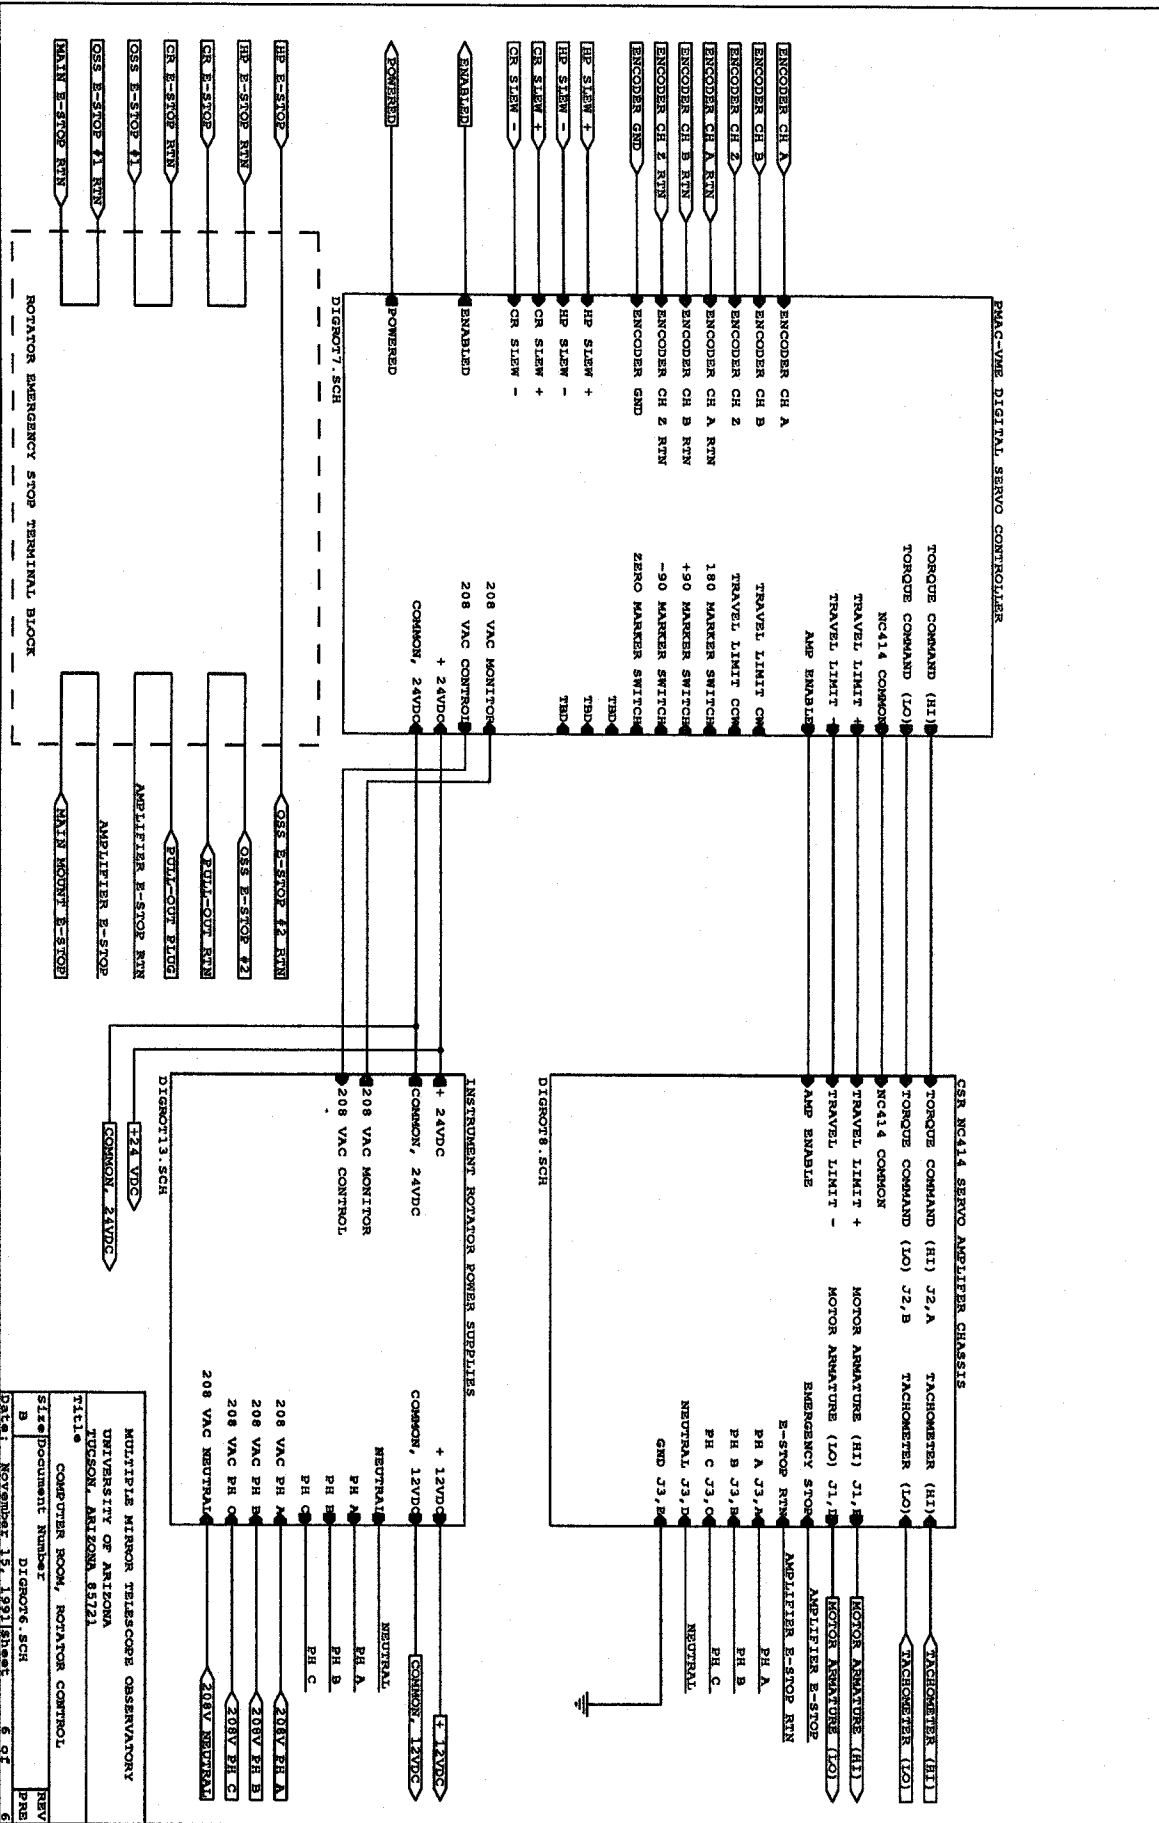 PMAC-VME DIGITAL SERVO CONTROLLER
ENCODER CH A
ENCODER CH B
ENCODER CH Z
ENCODER CH A RTN
ENCODER CH B RTN
ENCODER CH Z RTN
ENCODER GND
HP SLEW +
HP SLEW -
CR SLEW +
CR SLEW -
ENABLED
POWERED
ENCODER CH A
ENCODER CH B
ENCODER CH Z
ENCODER CH A RTN
ENCODER CH B RTN
ENCODER CH Z RTN
ENCODER GND
HP SLEW +
HP SLEW -
CR SLEW +
CR SLEW -
ENABLED
POWERED
TORQUE COMMAND (HI)
TORQUE COMMAND (LO)
NC414 COMMON
TRAVEL LIMIT +
TRAVEL LIMIT -
AMP ENABLE
TRAVEL LIMIT CW
TRAVEL LIMIT CCW
180 MARKER SWITCH
+90 MARKER SWITCH
-90 MARKER SWITCH
ZERO MARKER SWITCH
TBD
TBD
TBD
208 VAC MONITOR
208 VAC CONTROL
+ 24VDC
COMMON, 24VDC
DIGROT7.SCH
CSR NC414 SERVO AMPLIFER CHASSIS
TORQUE COMMAND (HI) J2,A
TORQUE COMMAND (LO) J2,B
NC414 COMMON
TRAVEL LIMIT +
TRAVEL LIMIT -
AMP ENABLE
TACHOMETER (HI)
TACHOMETER (LO)
MOTOR ARMATURE (HI) J1,E
MOTOR ARMATURE (LO) J1,D
EMERGENCY STOP
E-STOP RTN
PH A J3,A
PH B J3,B
PH C J3,C
NEUTRAL J3,D
GND J3,E
TACHOMETER (HI)
TACHOMETER (LO)
MOTOR ARMATURE (HI)
MOTOR ARMATURE (LO)
AMPLIFIER E-STOP
AMPLIFIER E-STOP RTN
PH A
PH B
PH C
NEUTRAL
DIGROT8.SCH
INSTRUMENT ROTATOR POWER SUPPLIES
+ 24VDC
COMMON, 24VDC
208 VAC MONITOR
208 VAC CONTROL
+ 12VDC
COMMON, 12VDC
NEUTRAL
PH A
PH B
PH C
208 VAC PH A
208 VAC PH B
208 VAC PH C
208 VAC NEUTRAL
+ 12VDC
COMMON, 12VDC
NEUTRAL
PH A
PH B
PH C
208V PH A
208V PH B
208V PH C
208V NEUTRAL
DIGROT13.SCH
+24 VDC
COMMON, 24VDC
HP E-STOP
HP E-STOP RTN
CR E-STOP
CR E-STOP RTN
OSS E-STOP #1
OSS E-STOP #1 RTN
MAIN E-STOP RTN
OSS E-STOP #2 RTN
OSS E-STOP #2
PULL-OUT RTN
PULL-OUT PLUG
AMPLIFIER E-STOP RTN
AMPLIFIER E-STOP
MAIN MOUNT E-STOP
ROTATOR EMERGENCY STOP TERMINAL BLOCK
MULTIPLE MIRROR TELESCOPE OBSERVATORY
UNIVERSITY OF ARIZONA
TUCSON, ARIZONA 85721
Title
COMPUTER ROOM, ROTATOR CONTROL
Size Document Number REV
B DIGROT6.SCH PRE
Date: November 15, 1991 Sheet 6 of 6